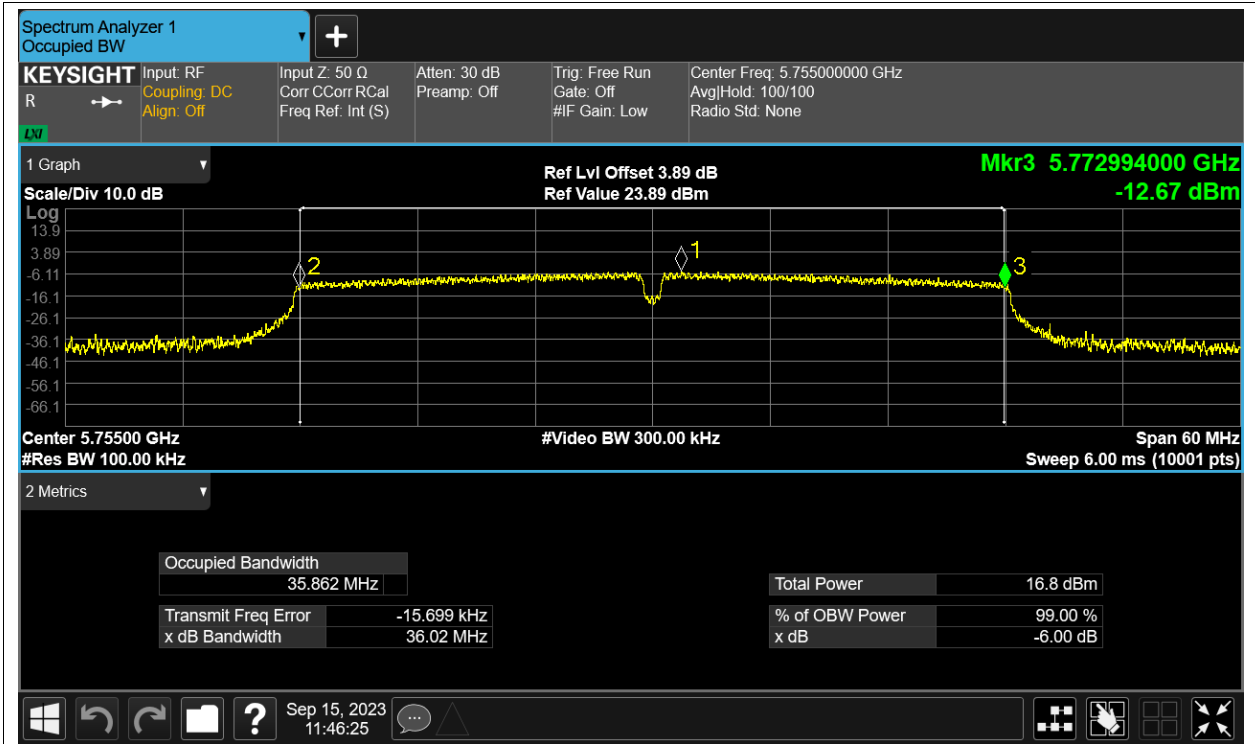 Spectrum Analyzer 1
Occupied BW
KEYSIGHT
R
LXI
Input: RF
Coupling: DC
Align: Off
Input Z: 50 Ω
Corr CCorr RCal
Freq Ref: Int (S)
Atten: 30 dB
Preamp: Off
Trig: Free Run
Gate: Off
#IF Gain: Low
Center Freq: 5.755000000 GHz
Avg|Hold: 100/100
Radio Std: None
1 Graph
Scale/Div 10.0 dB
Ref Lvl Offset 3.89 dB
Ref Value 23.89 dBm
Mkr3 5.772994000 GHz
-12.67 dBm
Log
13.9
3.89
-6.11
-16.1
-26.1
-36.1
-46.1
-56.1
-66.1
2
1
3
Center 5.75500 GHz
#Res BW 100.00 kHz
#Video BW 300.00 kHz
Span 60 MHz
Sweep 6.00 ms (10001 pts)
2 Metrics
Occupied Bandwidth
35.862 MHz
Transmit Freq Error -15.699 kHz
x dB Bandwidth 36.02 MHz
Total Power 16.8 dBm
% of OBW Power 99.00 %
x dB -6.00 dB
?
Sep 15, 2023
11:46:25